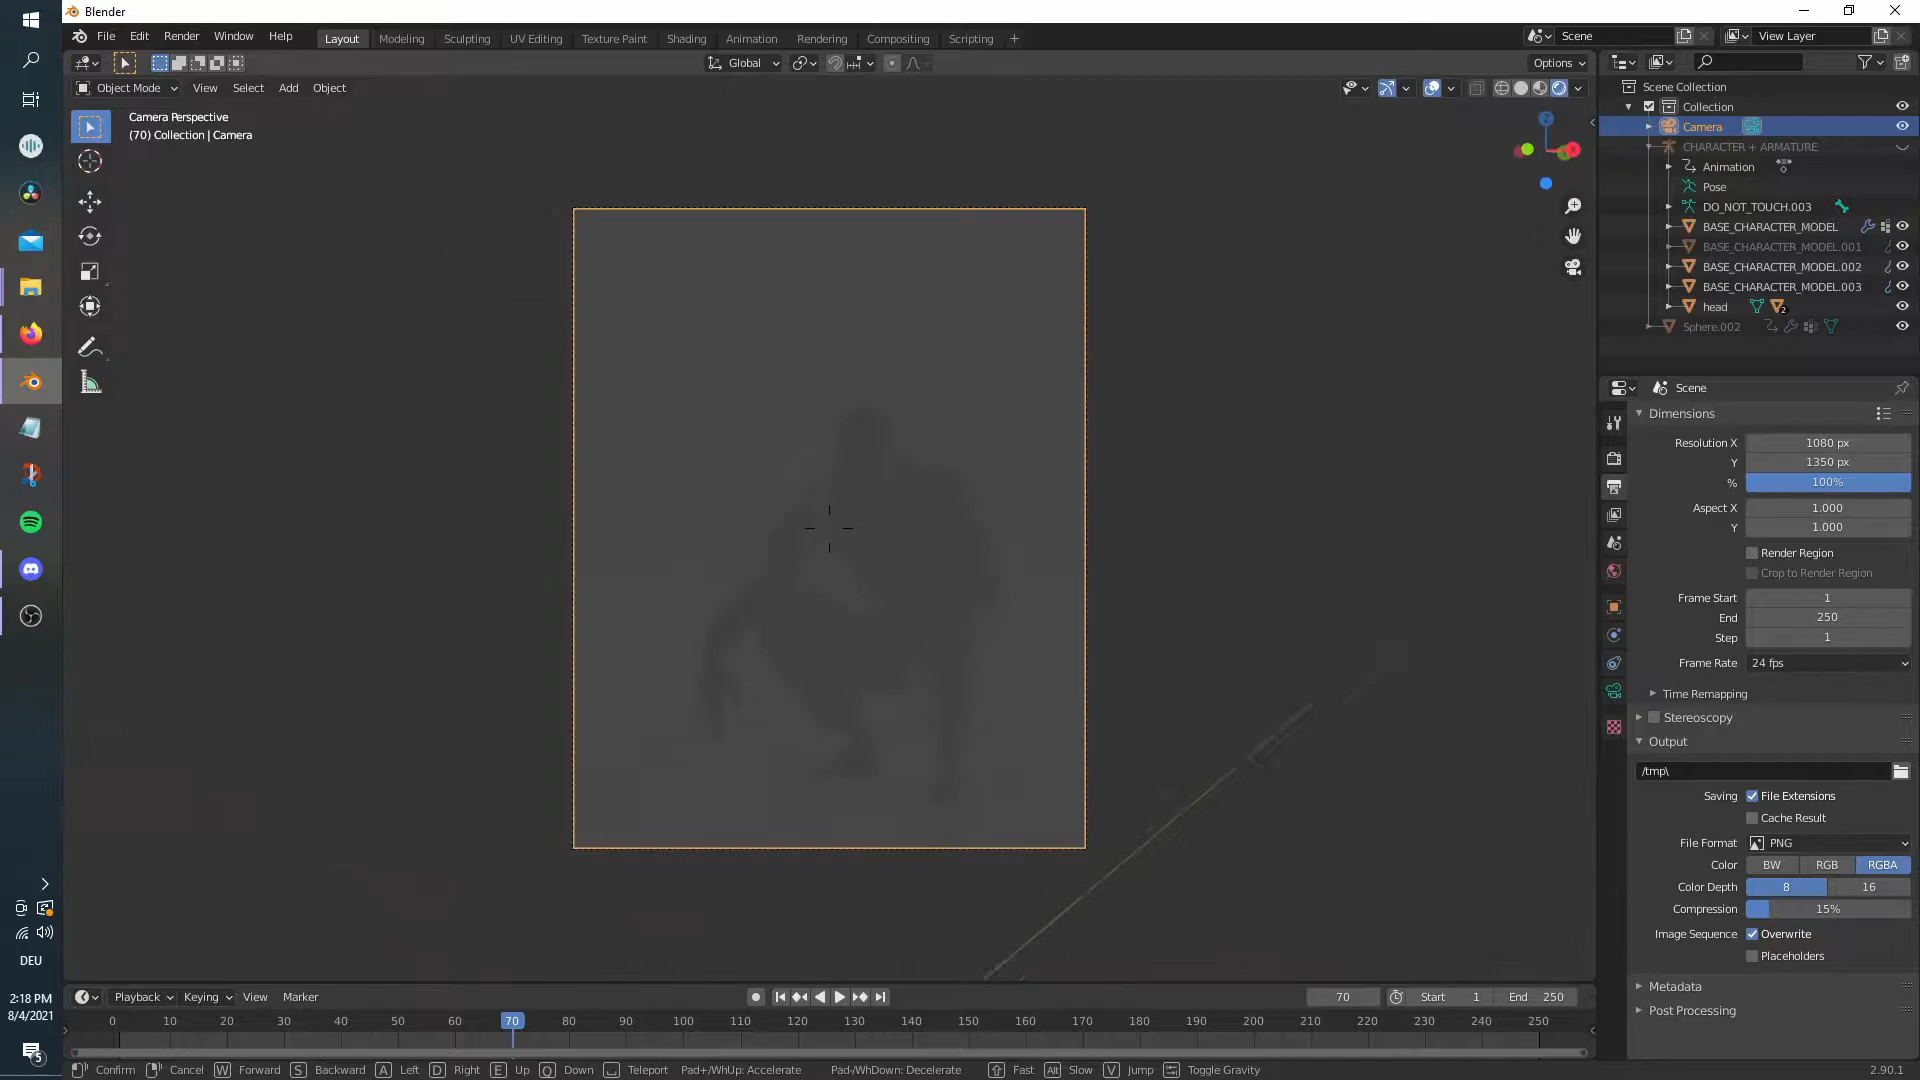 Blender
File Edit Render Window Help
Layout Modeling Sculpting UV Editing Texture Paint Shading Animation Rendering Compositing Scripting +
Scene
View Layer
Global
Options
Object Mode View Select Add Object
Camera Perspective
(70) Collection | Camera
Z
X
Scene Collection
Collection
Camera
CHARACTER + ARMATURE
Animation
Pose
DO_NOT_TOUCH.003
BASE_CHARACTER_MODEL
BASE_CHARACTER_MODEL.001
BASE_CHARACTER_MODEL.002
BASE_CHARACTER_MODEL.003
head 2
Sphere.002
Scene
Dimensions
Resolution X 1080 px
Y 1350 px
% 100%
Aspect X 1.000
Y 1.000
Render Region
Crop to Render Region
Frame Start 1
End 250
Step 1
Frame Rate 24 fps
Time Remapping
Stereoscopy
Output
/tmp\
Saving File Extensions
Cache Result
File Format PNG
Color BW RGB RGBA
Color Depth 8 16
Compression 15%
Image Sequence Overwrite
Placeholders
Metadata
Post Processing
Playback Keying View Marker
70 Start 1 End 250
0 10 20 30 40 50 60 70 80 90 100 110 120 130 140 150 160 170 180 190 200 210 220 230 240 250
Confirm Cancel W Forward S Backward A Left D Right E Up Q Down Teleport Pad+/WhUp: Accelerate Pad-/WhDown: Decelerate Fast Alt Slow V Jump Toggle Gravity 2.90.1
DEU
2:18 PM
8/4/2021
5